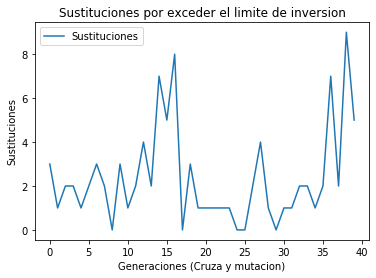 Sustituciones por exceder el limite de inversion
Sustituciones
8
6
4
2
0
Sustituciones
0 5 10 15 20 25 30 35 40
Generaciones (Cruza y mutacion)